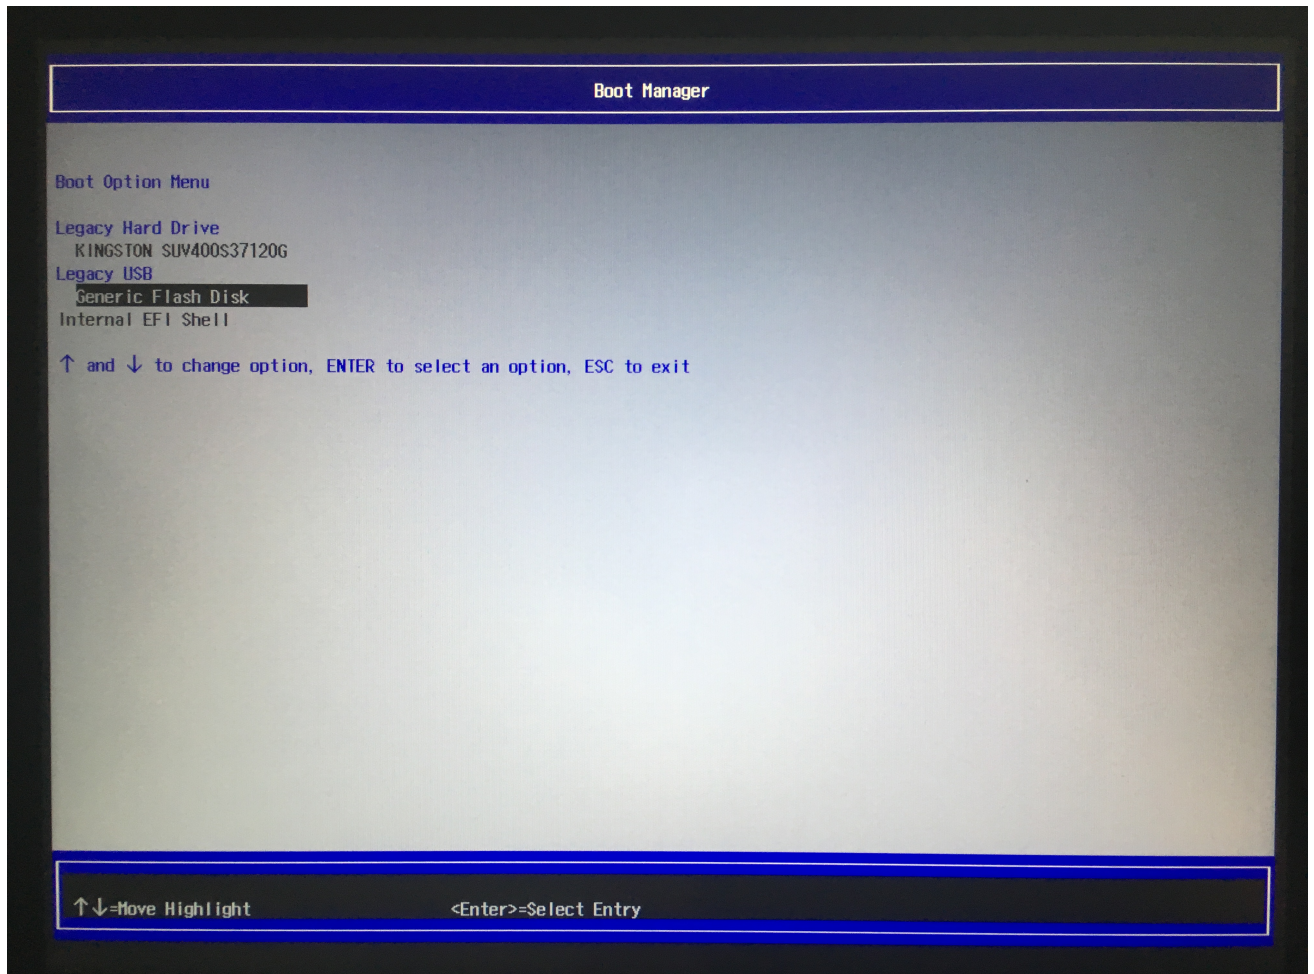 Boot Manager
Boot Option Menu
Legacy Hard Drive
KINGSTON SUV400S37120G
Legacy USB
Generic Flash Disk
Internal EFI Shell
↑ and ↓ to change option, ENTER to select an option, ESC to exit
↑↓=Move Highlight <Enter>=Select Entry